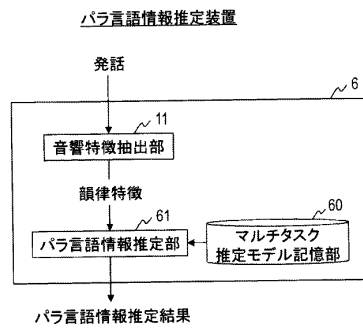 パラ言語情報推定装置
発話
6
11
音響特徴抽出部
韻律特徴
61
60
パラ言語情報推定部
マルチタスク
推定モデル記憶部
パラ言語情報推定結果